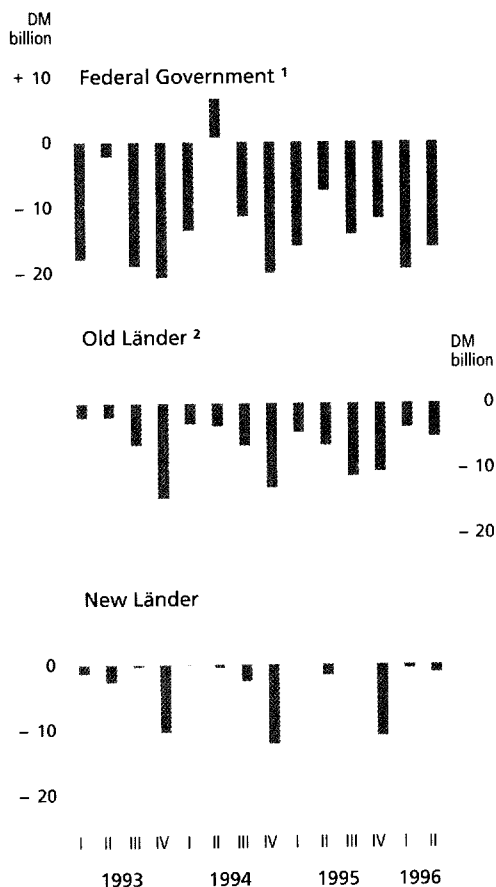 DM
billion
+ 10
Federal Government ¹
0
− 10
− 20
Old Länder ²
DM
billion
0
− 10
− 20
New Länder
0
− 10
− 20
I II III IV I II III IV I II III IV I II
1993 1994 1995 1996